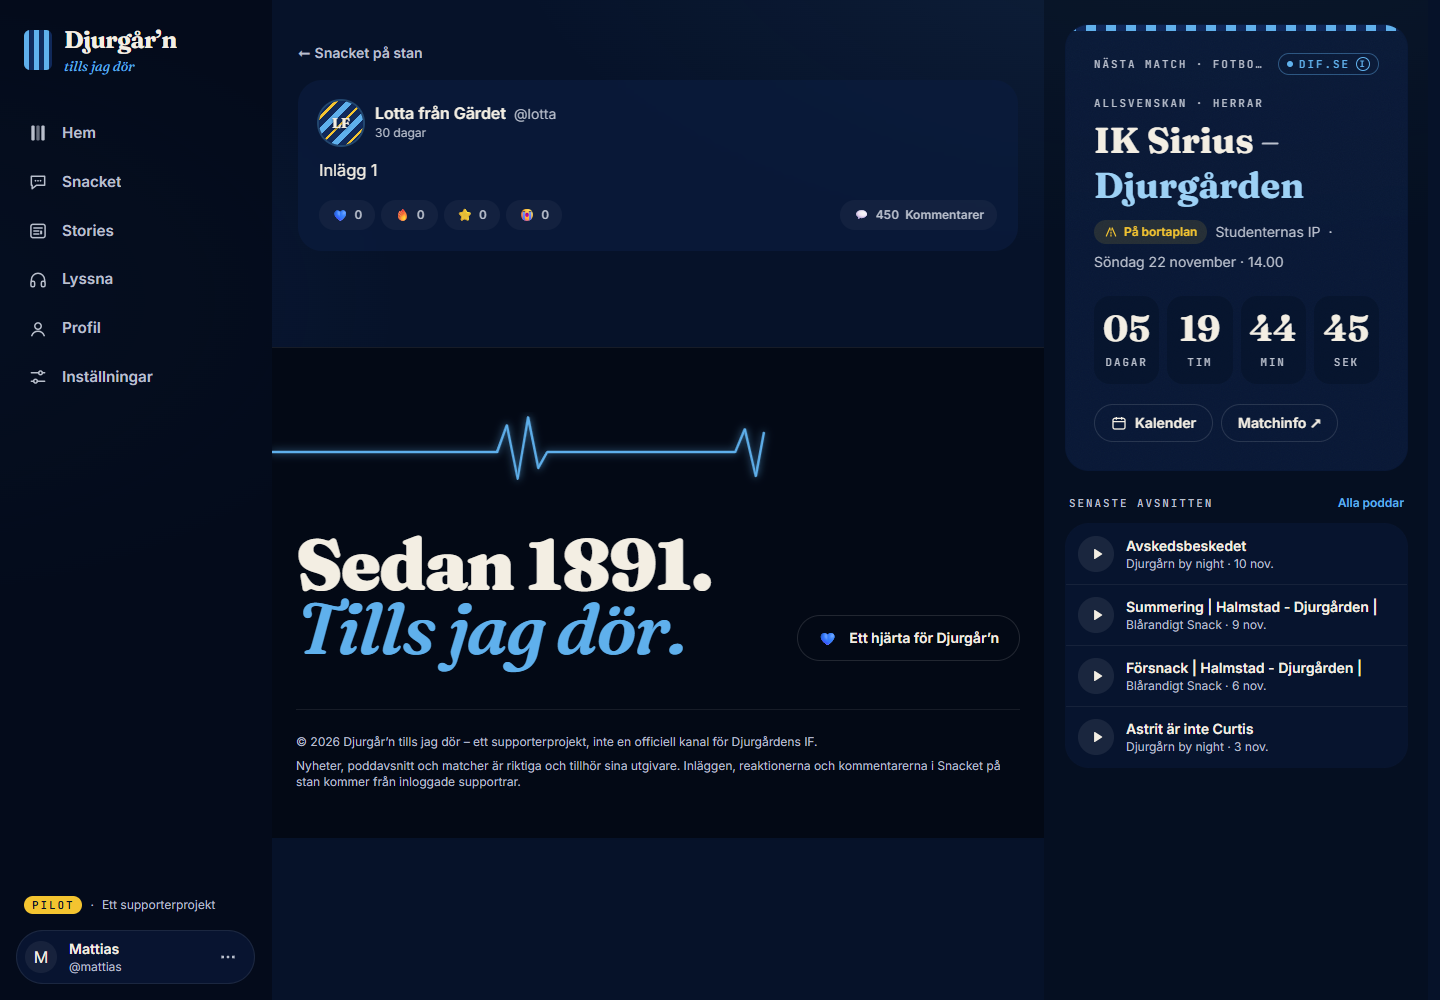 Djurgår’n
tills jag dör
Hem
Snacket
Stories
Lyssna
Profil
Inställningar
PILOT · Ett supporterprojekt
M
Mattias
@mattias
← Snacket på stan
LF
Lotta från Gärdet @lotta
30 dagar
Inlägg 1
0 0 0 0
450 Kommentarer
Sedan 1891.
Tills jag dör.
Ett hjärta för Djurgår’n
© 2026 Djurgår’n tills jag dör – ett supporterprojekt, inte en officiell kanal för Djurgårdens IF.
Nyheter, poddavsnitt och matcher är riktiga och tillhör sina utgivare. Inläggen, reaktionerna och kommentarerna i Snacket på
stan kommer från inloggade supportrar.
NÄSTA MATCH · FOTBO…
DIF.SE
ALLSVENSKAN · HERRAR
IK Sirius –
Djurgården
På bortaplan Studenternas IP ·
Söndag 22 november · 14.00
05 19 44 45
DAGAR TIM MIN SEK
Kalender
Matchinfo ↗
SENASTE AVSNITTEN
Alla poddar
Avskedsbeskedet
Djurgårn by night · 10 nov.
Summering | Halmstad - Djurgården |
Blårandigt Snack · 9 nov.
Försnack | Halmstad - Djurgården |
Blårandigt Snack · 6 nov.
Astrit är inte Curtis
Djurgårn by night · 3 nov.